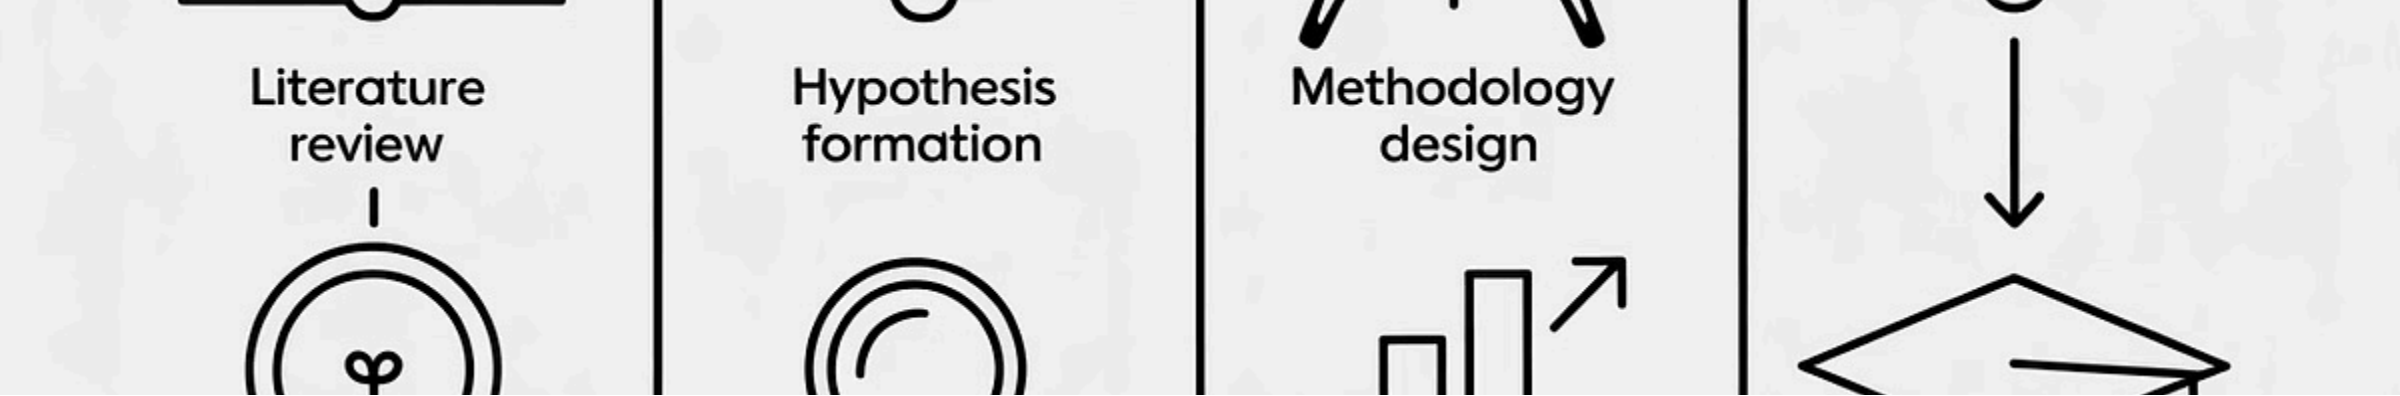 Literature
review
Hypothesis
formation
Methodology
design